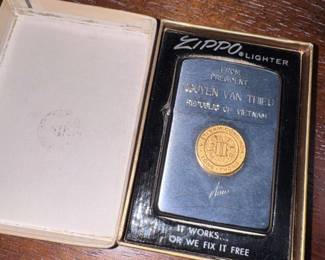 ZIPPO® LIGHTER
FROM
PRESIDENT
NGUYEN VAN THIEU
REPUBLIC OF VIETNAM
IT WORKS...
OR WE FIX IT FREE